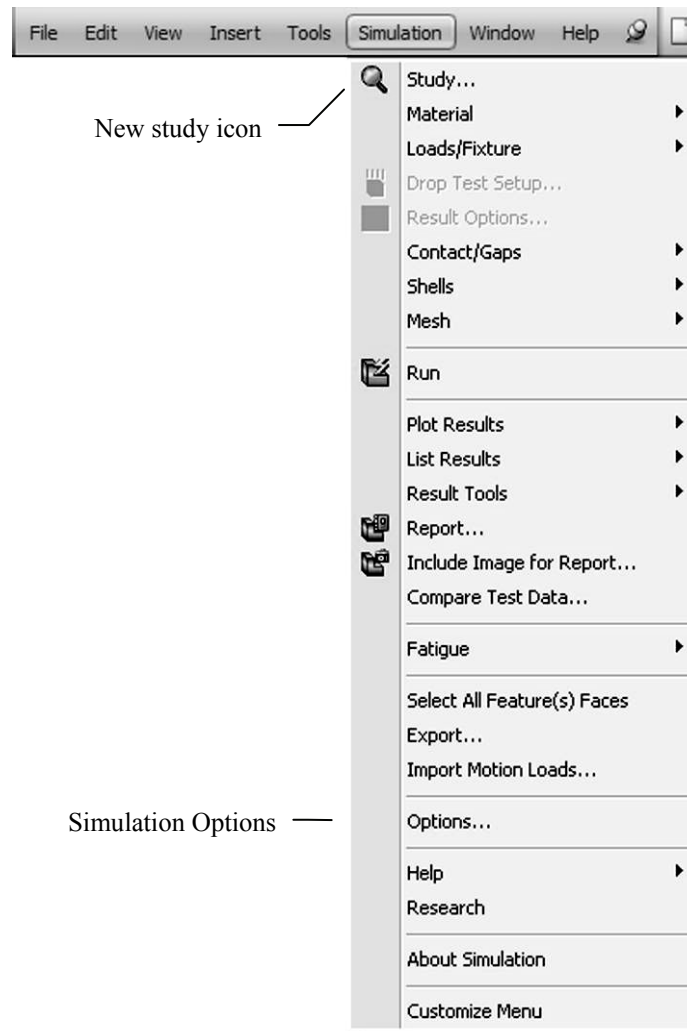 File Edit View Insert Tools Simulation Window Help
Study...
New study icon
Material
Loads/Fixture
Drop Test Setup...
Result Options...
Contact/Gaps
Shells
Mesh
Run
Plot Results
List Results
Result Tools
Report...
Include Image for Report...
Compare Test Data...
Fatigue
Select All Feature(s) Faces
Export...
Import Motion Loads...
Simulation Options
Options...
Help
Research
About Simulation
Customize Menu